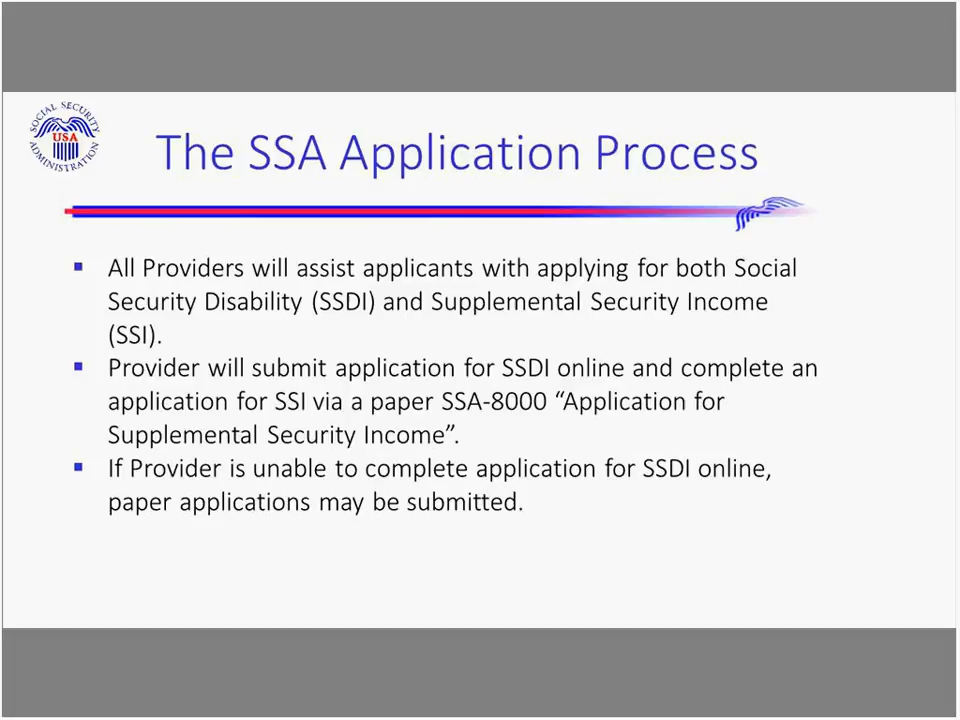 SOCIAL SECURITY
USA
ADMINISTRATION
The SSA Application Process
All Providers will assist applicants with applying for both Social
Security Disability (SSDI) and Supplemental Security Income
(SSI).
Provider will submit application for SSDI online and complete an
application for SSI via a paper SSA-8000 “Application for
Supplemental Security Income”.
If Provider is unable to complete application for SSDI online,
paper applications may be submitted.